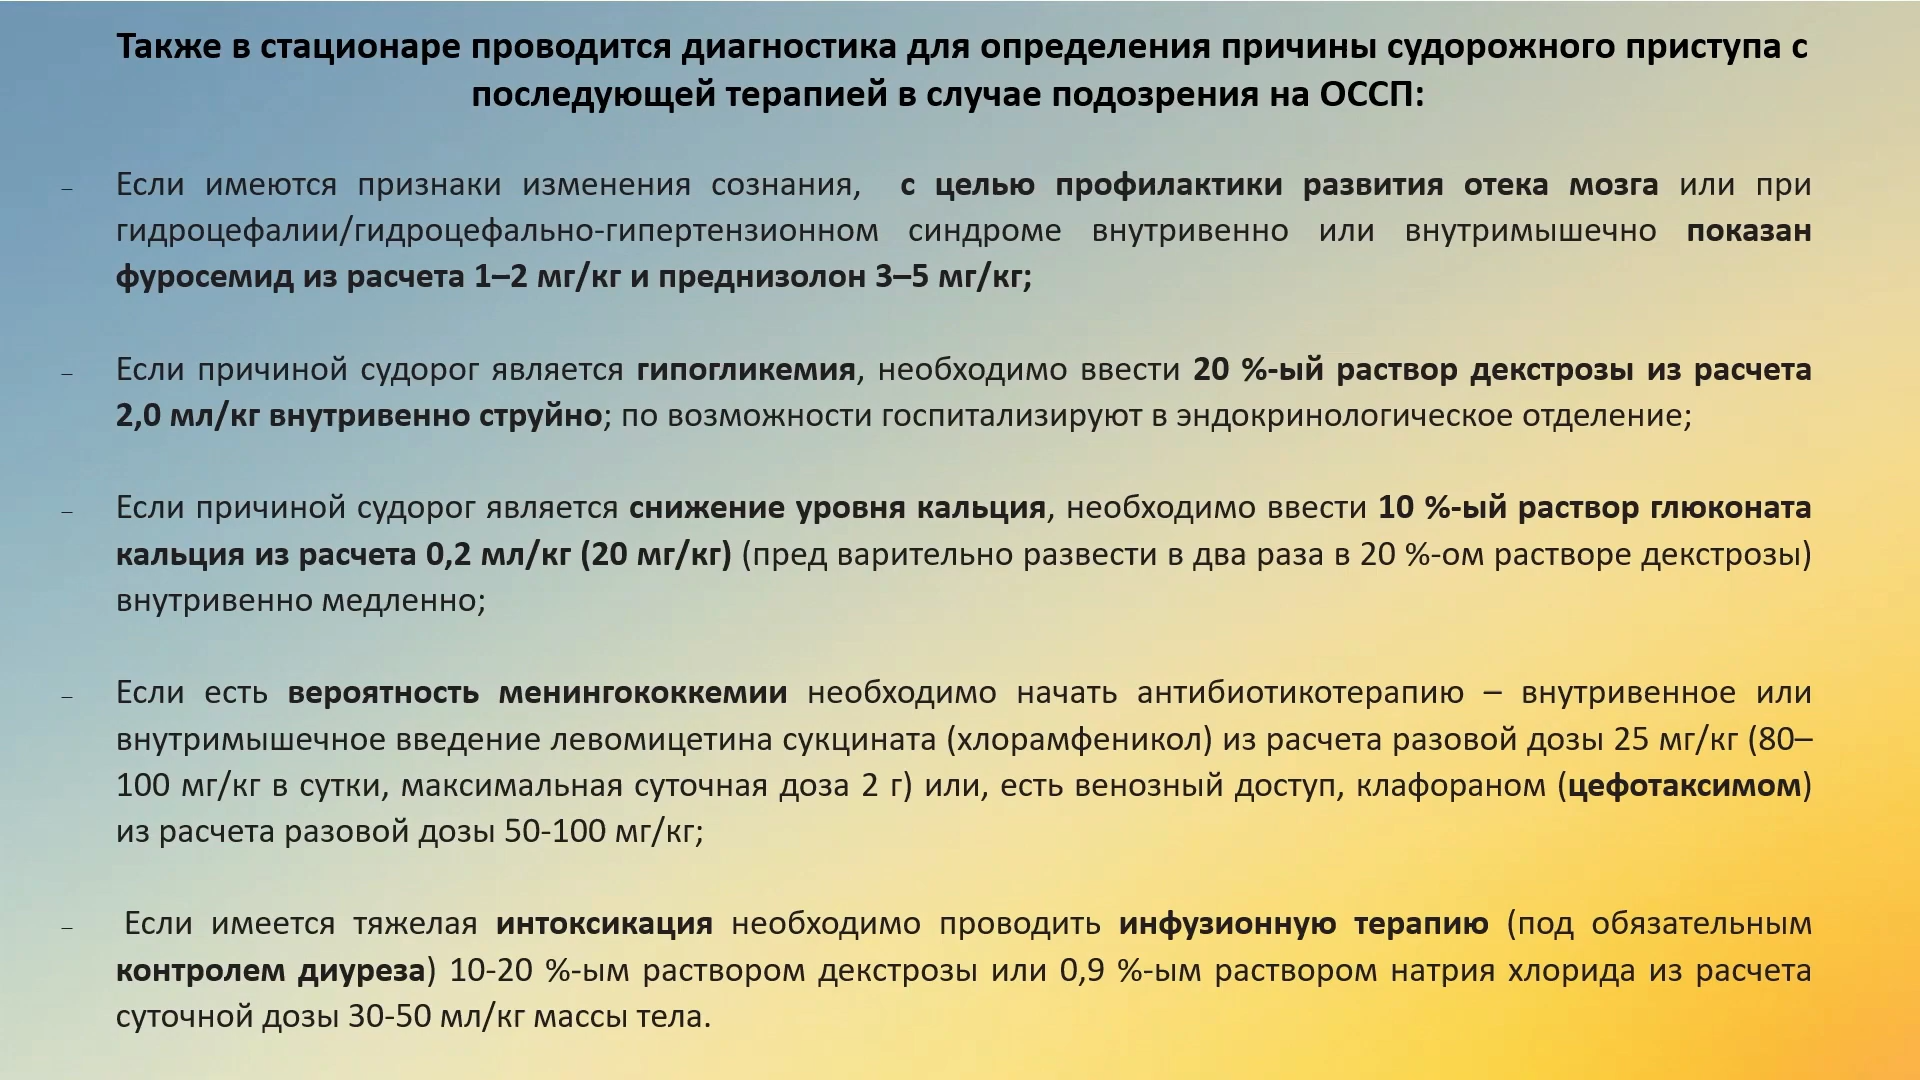 Также в стационаре проводится диагностика для определения причины судорожного приступа с
последующей терапией в случае подозрения на ОССП:
– Если имеются признаки изменения сознания, с целью профилактики развития отека мозга или при
гидроцефалии/гидроцефально-гипертензионном синдроме внутривенно или внутримышечно показан
фуросемид из расчета 1–2 мг/кг и преднизолон 3–5 мг/кг;
– Если причиной судорог является гипогликемия, необходимо ввести 20 %-ый раствор декстрозы из расчета
2,0 мл/кг внутривенно струйно; по возможности госпитализируют в эндокринологическое отделение;
– Если причиной судорог является снижение уровня кальция, необходимо ввести 10 %-ый раствор глюконата
кальция из расчета 0,2 мл/кг (20 мг/кг) (пред варительно развести в два раза в 20 %-ом растворе декстрозы)
внутривенно медленно;
– Если есть вероятность менингококкемии необходимо начать антибиотикотерапию – внутривенное или
внутримышечное введение левомицетина сукцината (хлорамфеникол) из расчета разовой дозы 25 мг/кг (80–
100 мг/кг в сутки, максимальная суточная доза 2 г) или, есть венозный доступ, клафораном (цефотаксимом)
из расчета разовой дозы 50-100 мг/кг;
– Если имеется тяжелая интоксикация необходимо проводить инфузионную терапию (под обязательным
контролем диуреза) 10-20 %-ым раствором декстрозы или 0,9 %-ым раствором натрия хлорида из расчета
суточной дозы 30-50 мл/кг массы тела.